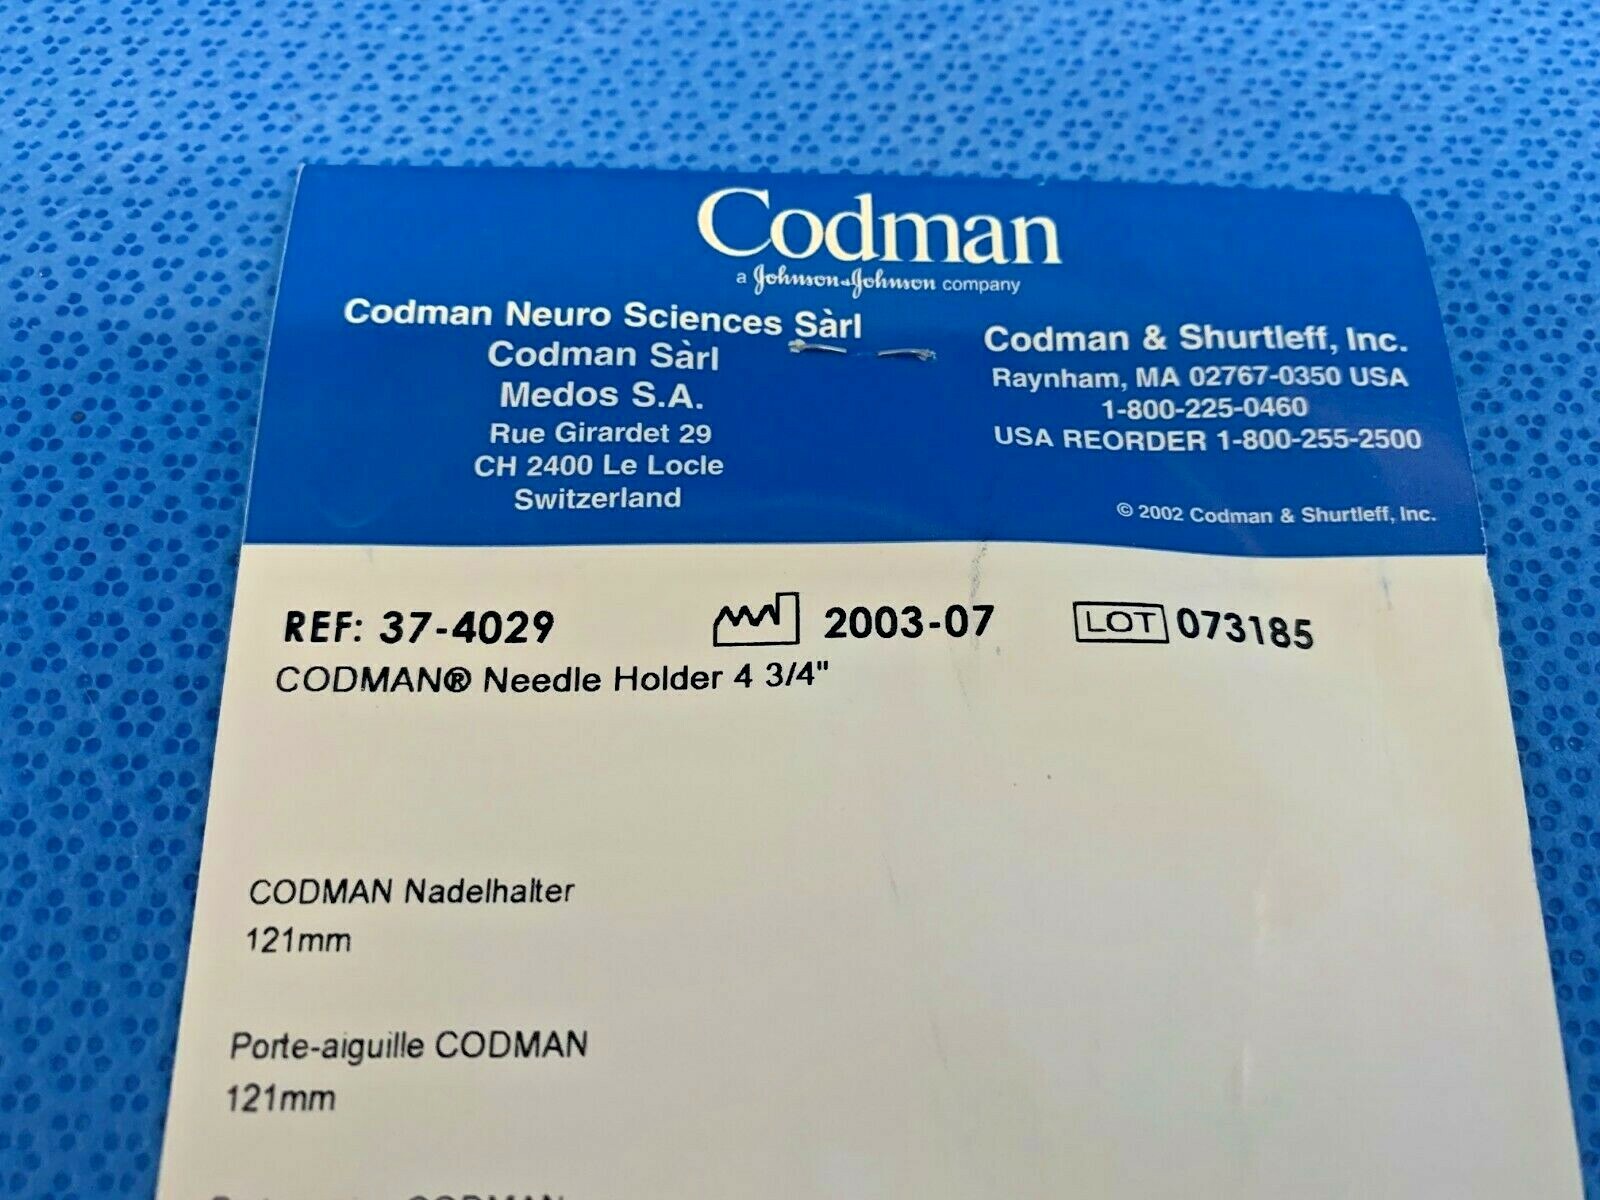 Codman
a Johnson & Johnson company
Codman Neuro Sciences Sàrl
Codman Sàrl
Medos S.A.
Rue Girardet 29
CH 2400 Le Locle
Switzerland
Codman & Shurtleff, Inc.
Raynham, MA 02767-0350 USA
1-800-225-0460
USA REORDER 1-800-255-2500
© 2002 Codman & Shurtleff, Inc.
REF: 37-4029 2003-07 LOT 073185
CODMAN® Needle Holder 4 3/4"
CODMAN Nadelhalter
121mm
Porte-aiguille CODMAN
121mm
CODMAN